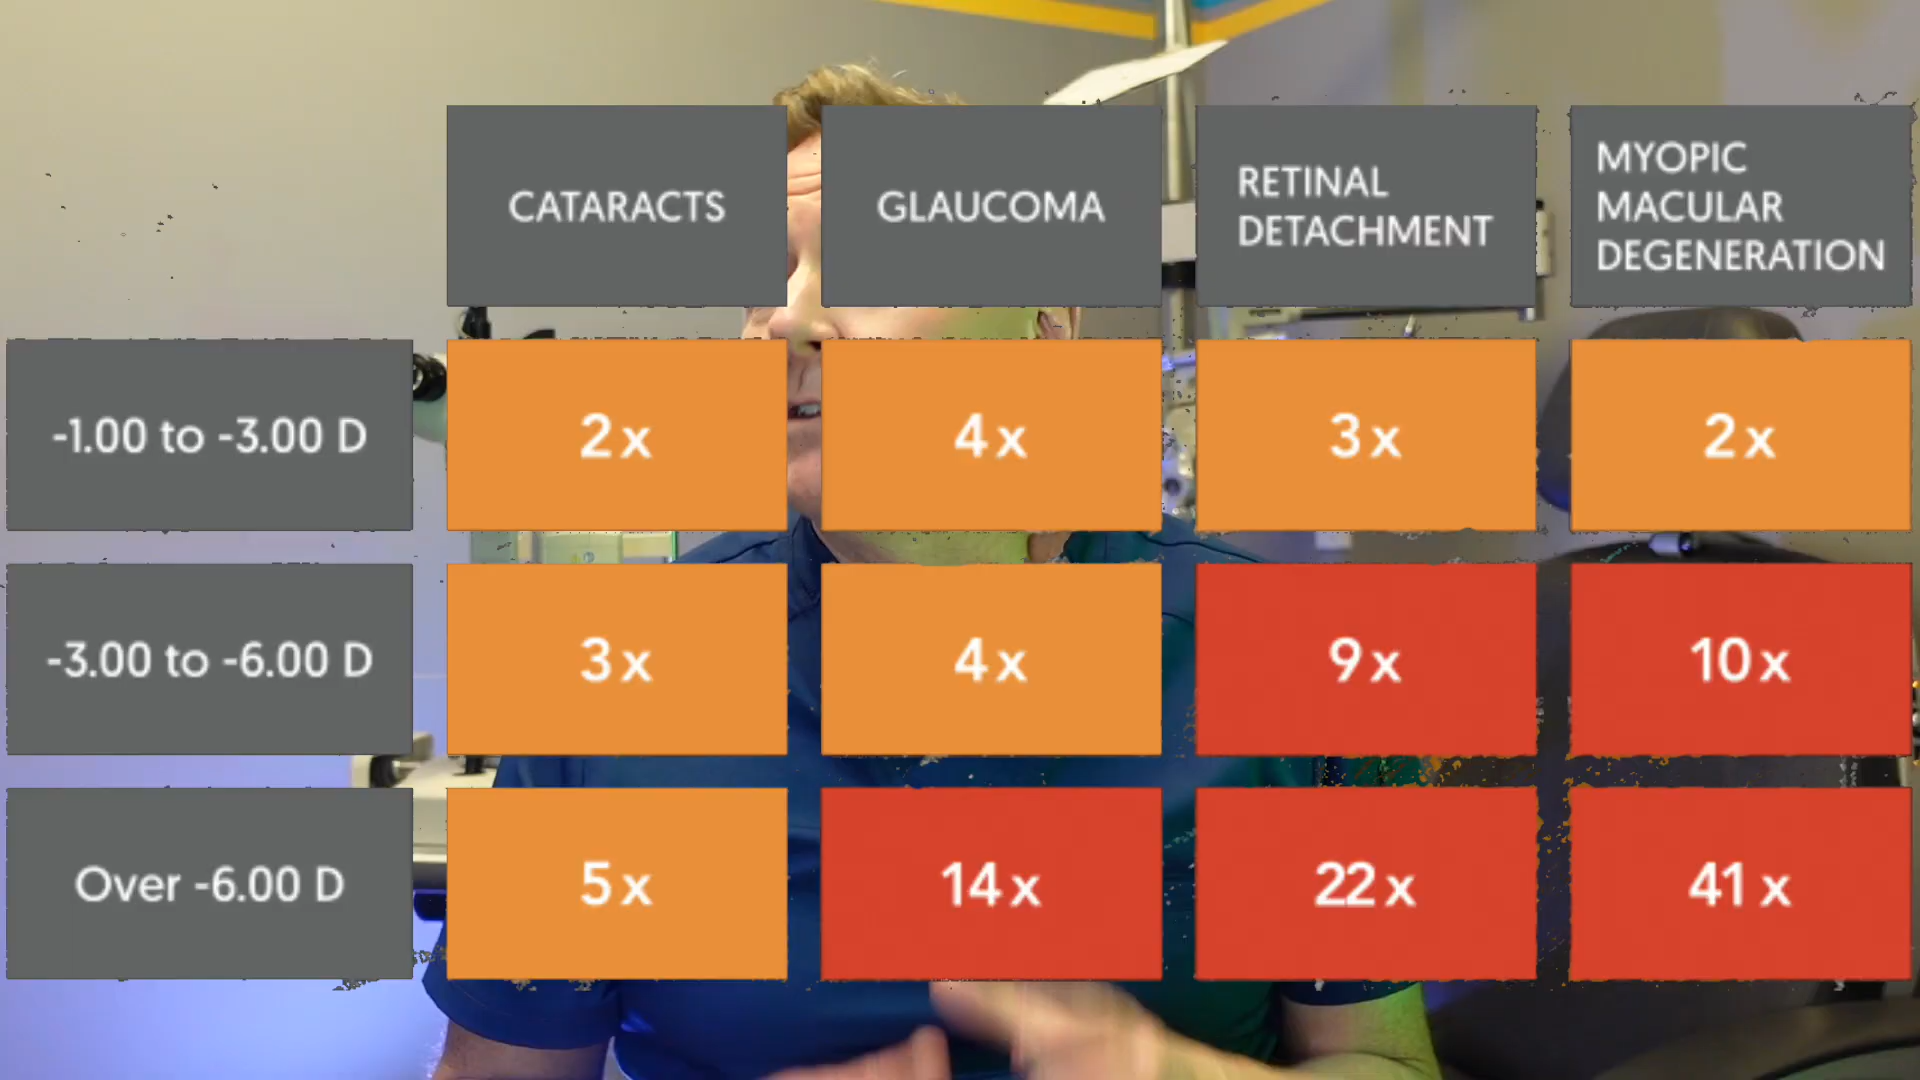 CATARACTS
GLAUCOMA
RETINAL
DETACHMENT
MYOPIC
MACULAR
DEGENERATION
-1.00 to -3.00 D
2x
4x
3x
2x
-3.00 to -6.00 D
3x
4x
9x
10x
Over -6.00 D
5x
14x
22x
41x